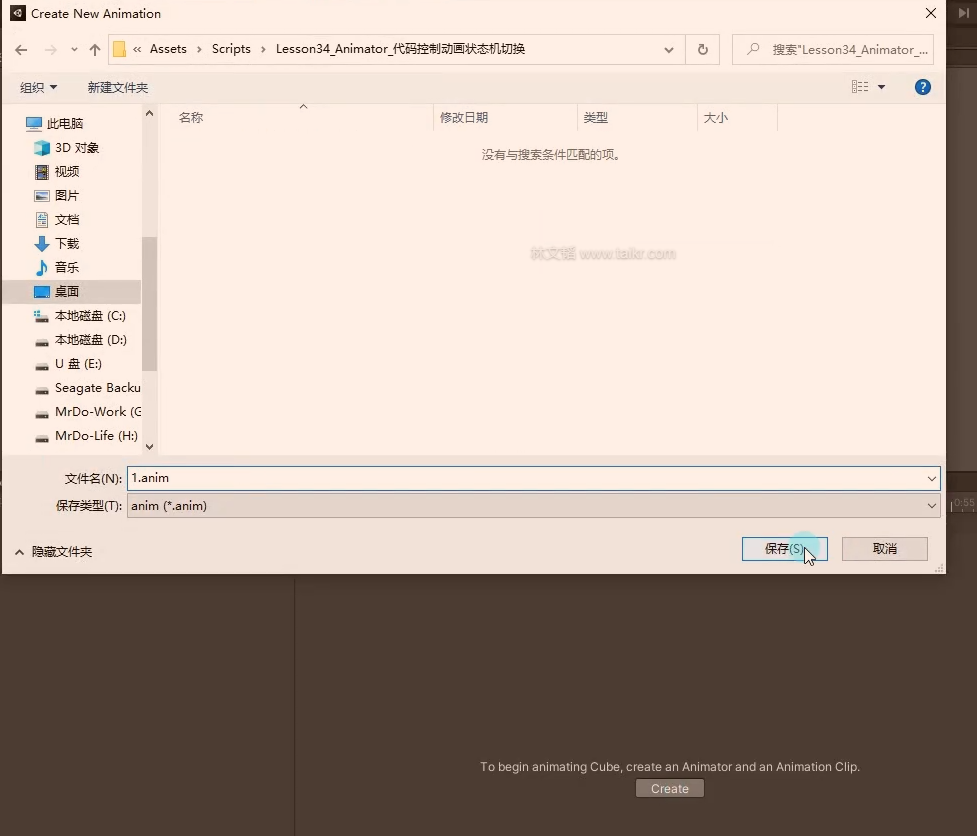 Create New Animation
« Assets › Scripts › Lesson34_Animator_代码控制动画状态机切换
搜索"Lesson34_Animator_...
组织
新建文件夹
名称
修改日期
类型
大小
没有与搜索条件匹配的项。
此电脑
3D 对象
视频
图片
文档
下载
音乐
桌面
本地磁盘 (C:)
本地磁盘 (D:)
U 盘 (E:)
Seagate Backu
MrDo-Work (G
MrDo-Life (H:)
www.taikr.com
文件名(N): 1.anim
保存类型(T): anim (*.anim)
隐藏文件夹
保存(S)
取消
0:55
To begin animating Cube, create an Animator and an Animation Clip.
Create